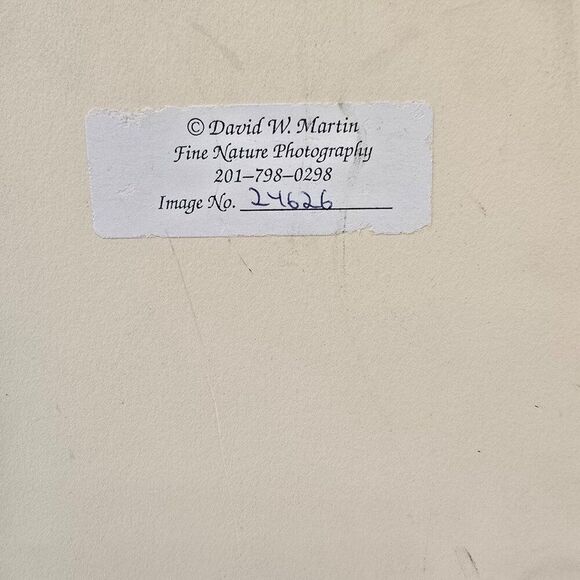 © David W. Martin
Fine Nature Photography
201–798–0298
Image No. 24626